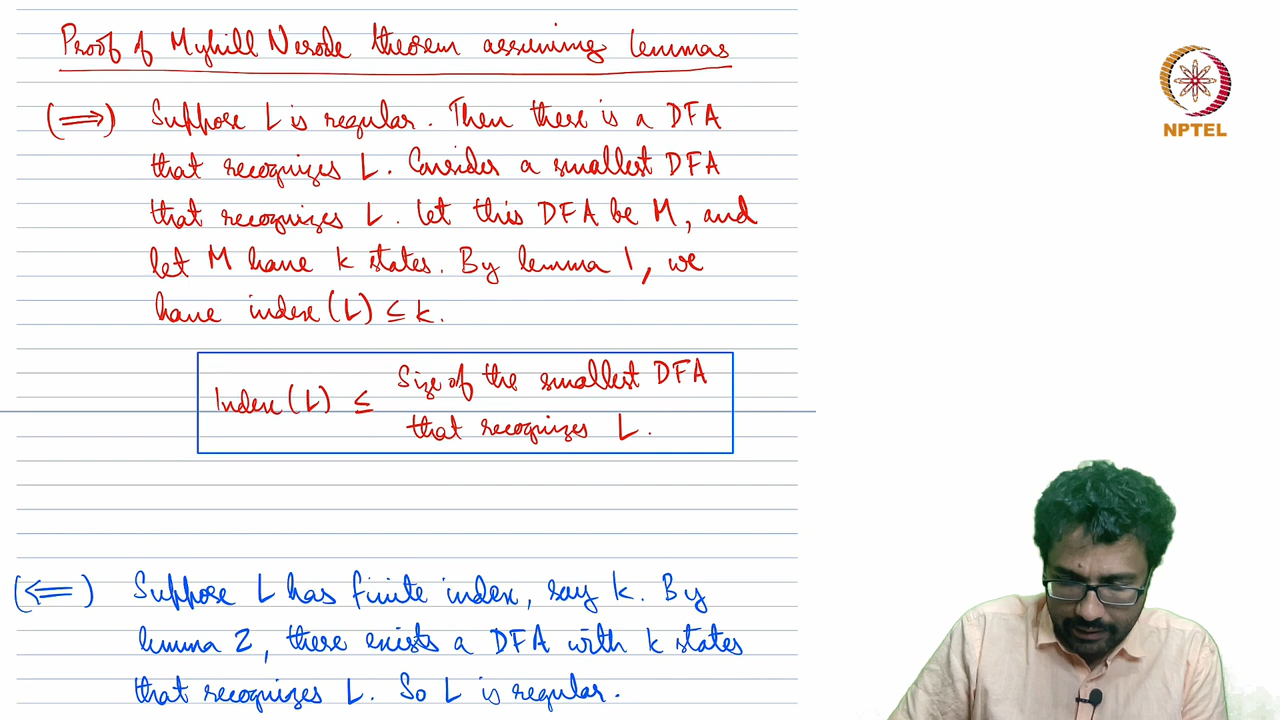 Proof of Myhill Nerode theorem assuming lemmas
NPTEL
(⟹) Suppose L is regular. Then there is a DFA
that recognizes L. Consider a smallest DFA
that recognizes L. Let this DFA be M, and
let M have k states. By lemma 1, we
have index(L) ≤ k.
Index(L) ≤ Size of the smallest DFA
that recognizes L.
(⟸) Suppose L has finite index, say k. By
lemma 2, there exists a DFA with k states
that recognizes L. So L is regular.